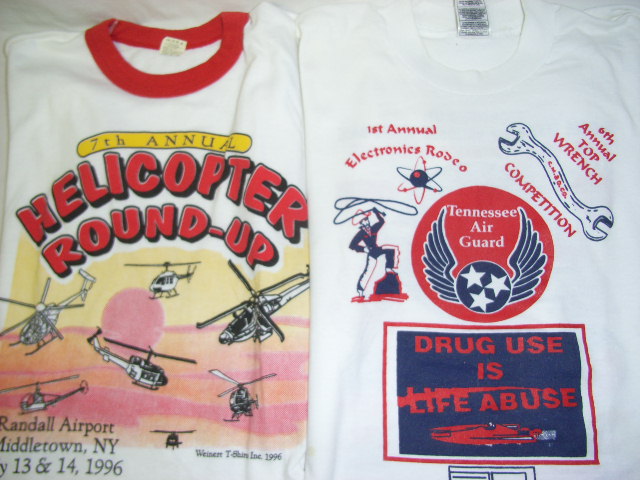 7th ANNUAL
HELICOPTER
ROUND-UP
Randall Airport
Middletown, NY
y 13 & 14, 1996
Weinert T-Shirt Inc. 1996
1st Annual
Electronics Rodeo
6th
Annual
TOP
WRENCH
COMPETITION
Tennessee
Air
Guard
DRUG USE
IS
LIFE ABUSE